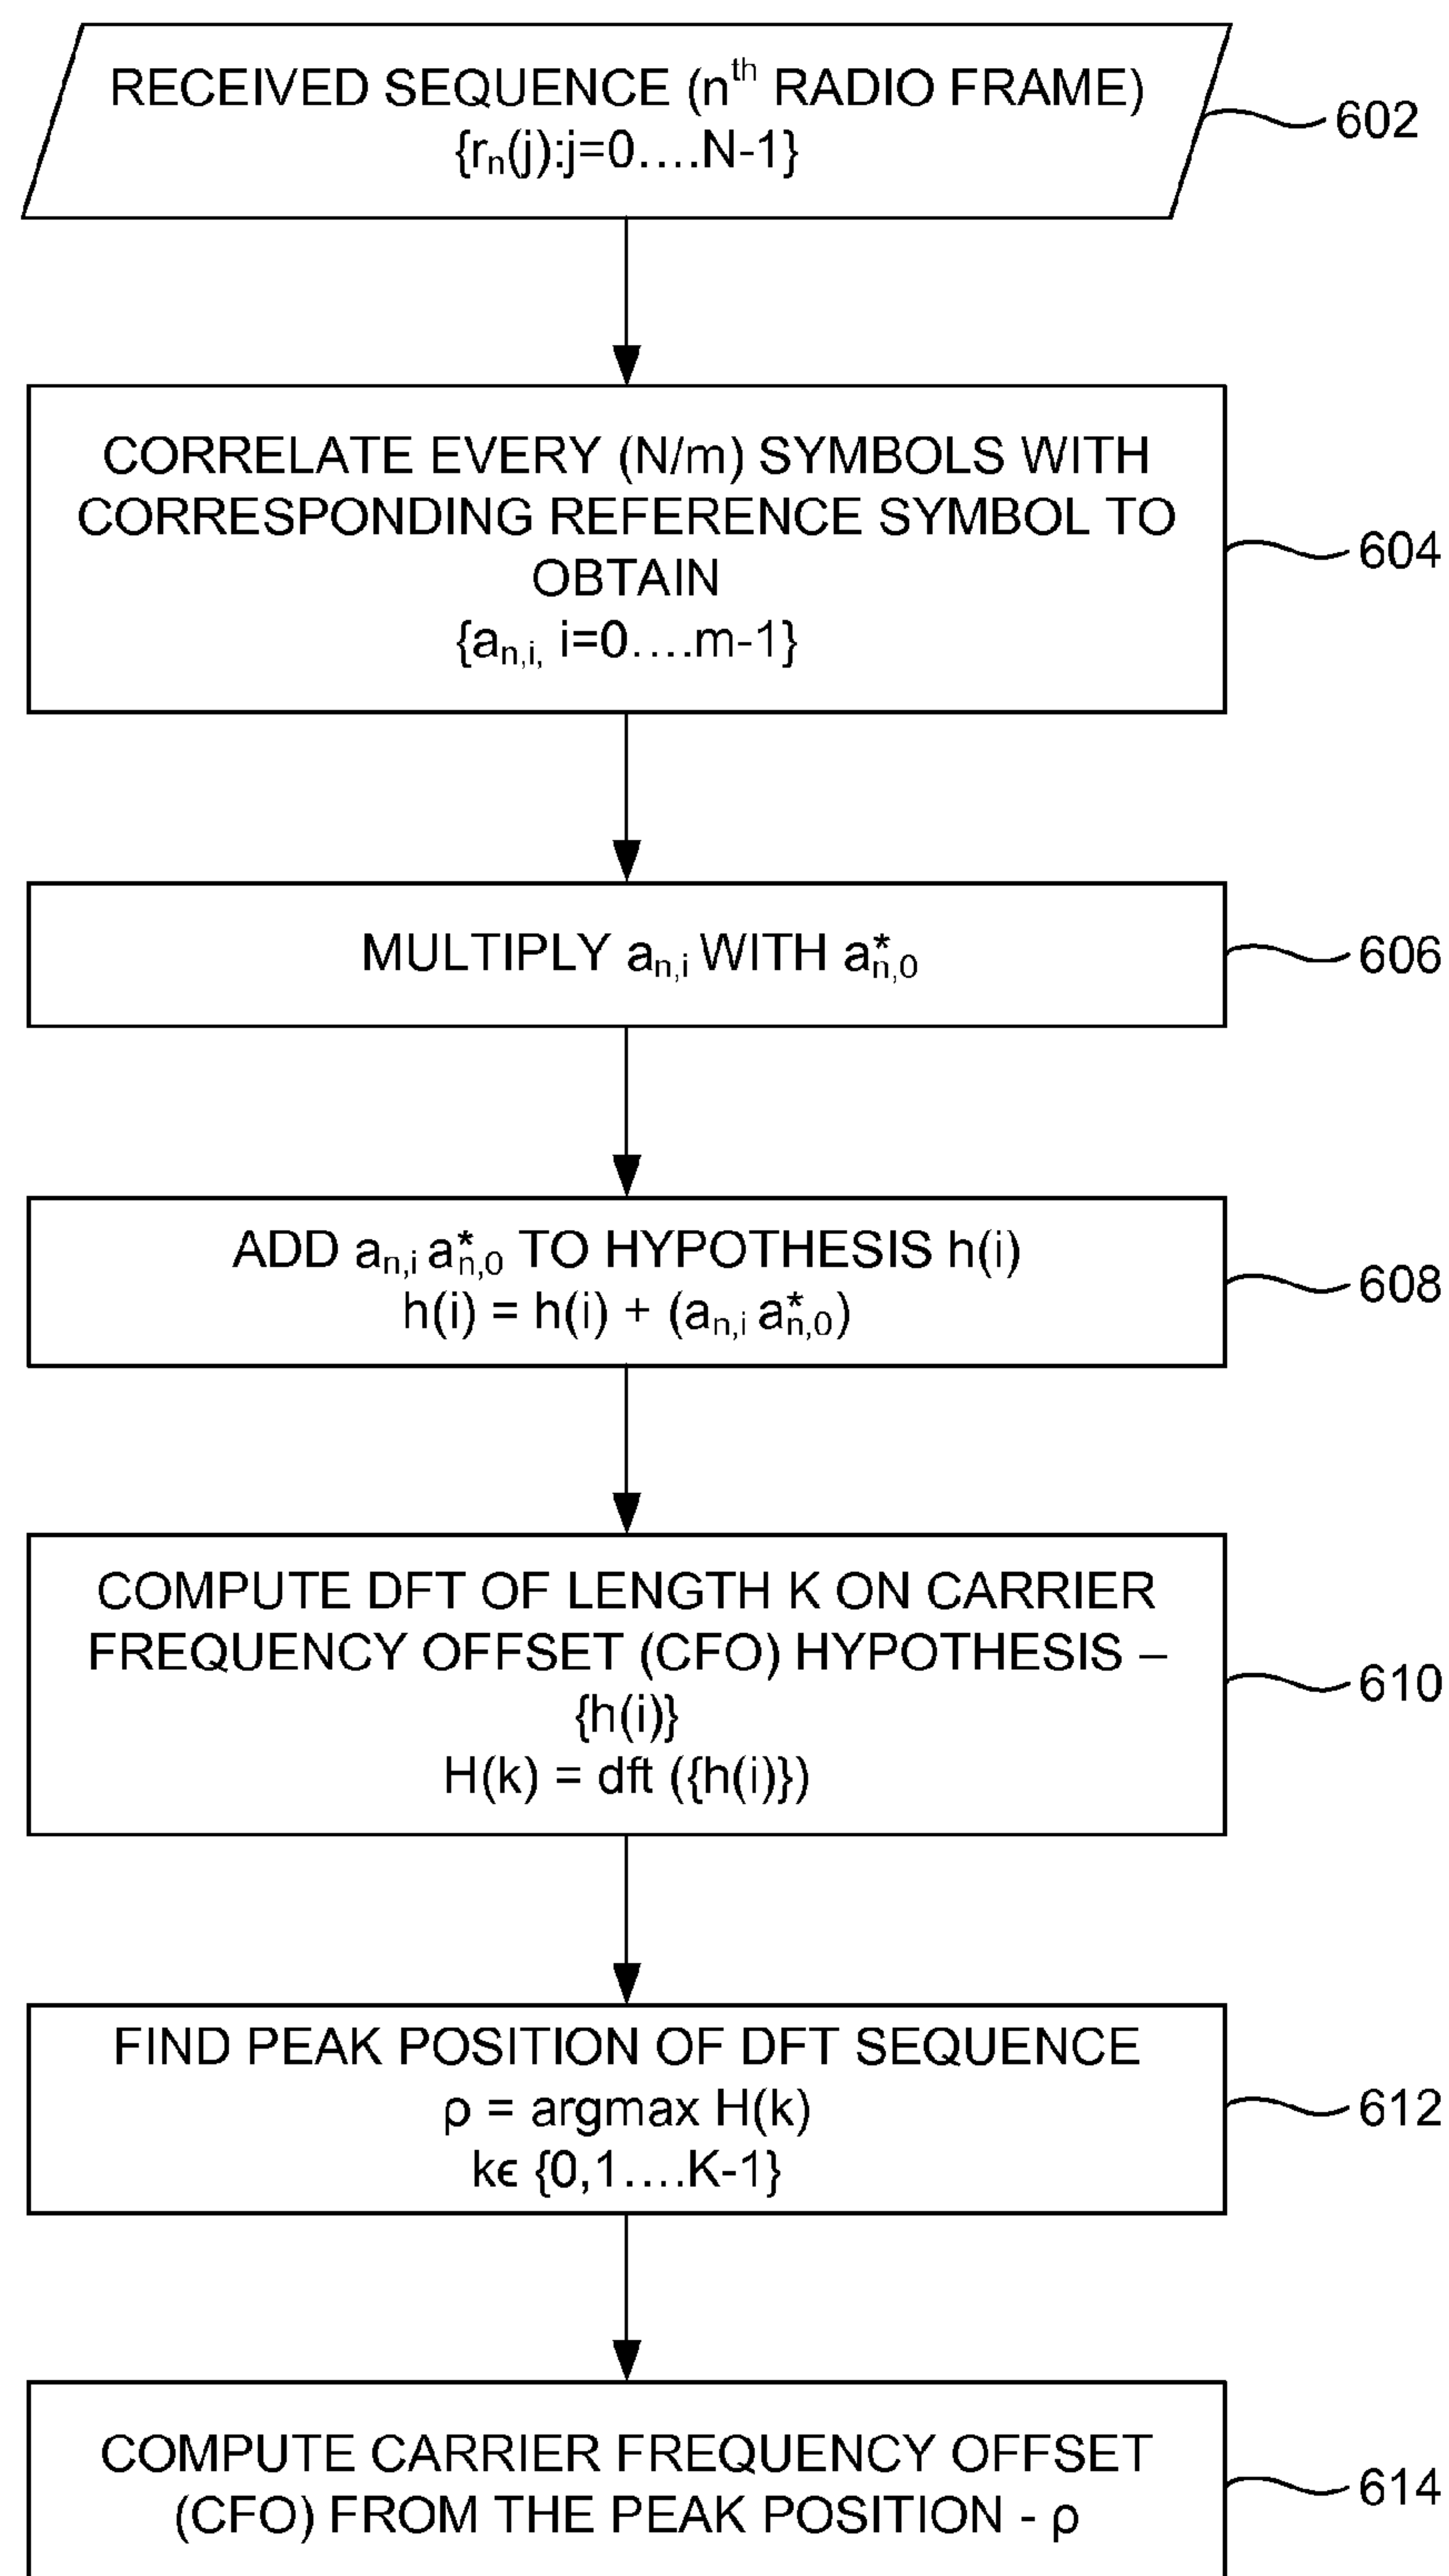 RECEIVED SEQUENCE (nth RADIO FRAME)
{rn(j):j=0....N-1}
602
CORRELATE EVERY (N/m) SYMBOLS WITH
CORRESPONDING REFERENCE SYMBOL TO
OBTAIN
{an,i, i=0....m-1}
604
MULTIPLY an,i WITH a*n,0
606
ADD an,i a*n,0 TO HYPOTHESIS h(i)
h(i) = h(i) + (an,i a*n,0)
608
COMPUTE DFT OF LENGTH K ON CARRIER
FREQUENCY OFFSET (CFO) HYPOTHESIS –
{h(i)}
H(k) = dft ({h(i)})
610
FIND PEAK POSITION OF DFT SEQUENCE
ρ = argmax H(k)
kϵ {0,1....K-1}
612
COMPUTE CARRIER FREQUENCY OFFSET
(CFO) FROM THE PEAK POSITION - ρ
614